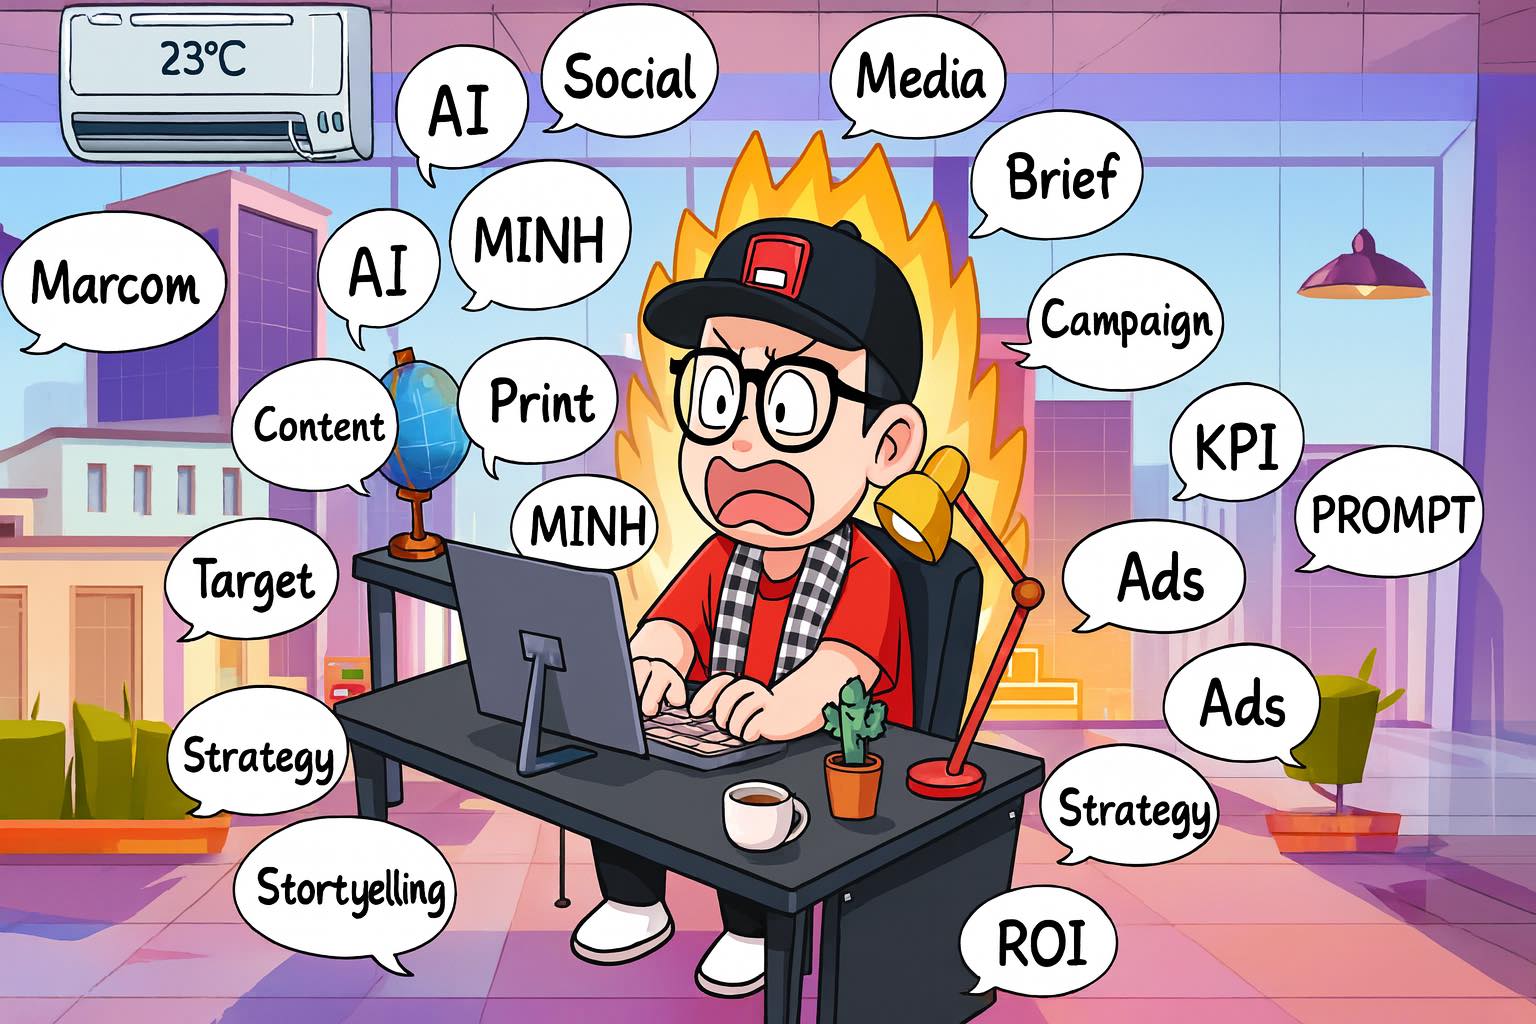 23°C
AI
Social
Media
Brief
MINH
AI
Marcom
Campaign
Print
Content
KPI
PROMPT
MINH
Target
Ads
Ads
Strategy
Strategy
Stortyelling
ROI